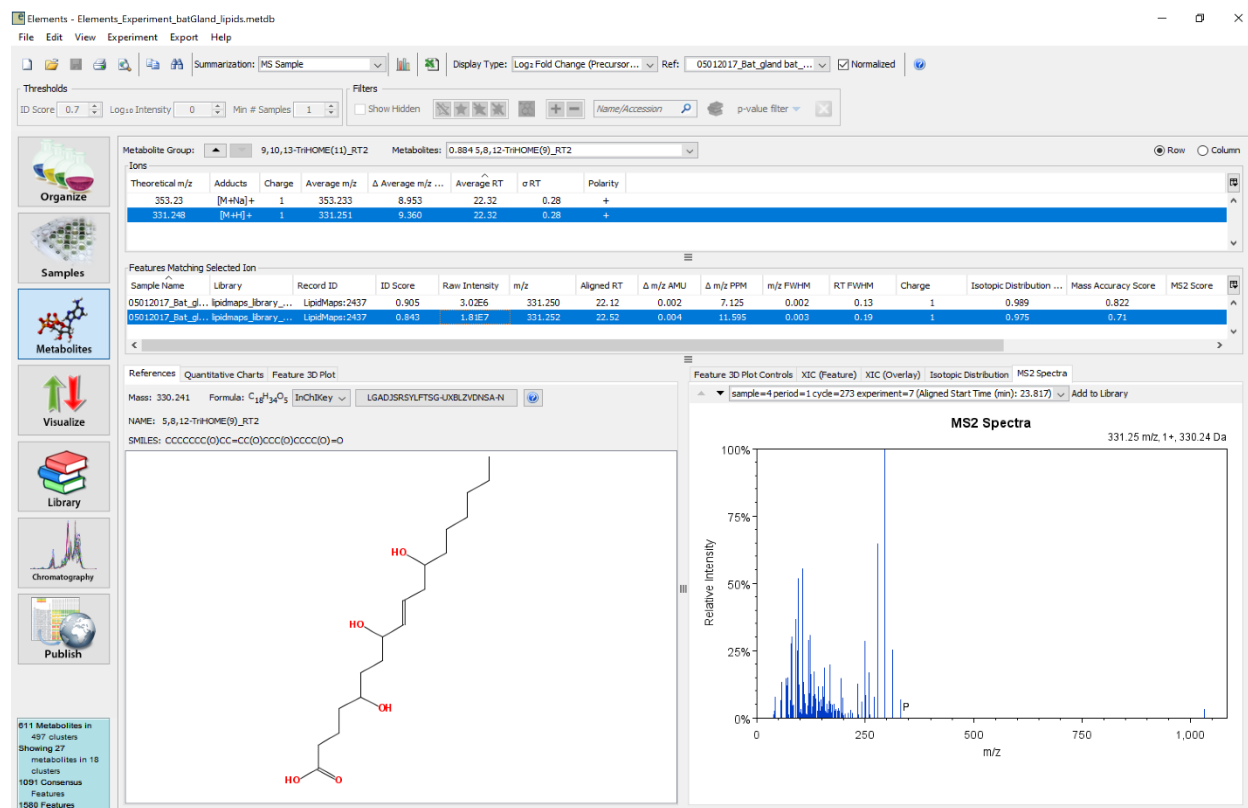 Elements - Elements_Experiment_batGland_lipids.metdb
File Edit View Experiment Export Help
Summarization: MS Sample Display Type: Log₂ Fold Change (Precursor... Ref: 05012017_Bat_gland bat_... Normalized
Thresholds Filters
ID Score 0.7 Log₁₀ Intensity 0 Min # Samples 1 Show Hidden Name/Accession p-value filter
Organize
Samples
Metabolites
Visualize
Library
Chromatography
Publish
611 Metabolites in
497 clusters
Showing 27
metabolites in 18
clusters
1091 Consensus
Features
1580 Features
Metabolite Group: 9,10,13-TriHOME(11)_RT2 Metabolites: 0.884 5,8,12-TriHOME(9)_RT2 Row Column
Ions
Theoretical m/z Adducts Charge Average m/z Δ Average m/z ... Average RT σ RT Polarity
353.23 [M+Na]+ 1 353.233 8.953 22.32 0.28 +
331.248 [M+H]+ 1 331.251 9.360 22.32 0.28 +
Features Matching Selected Ion
Sample Name Library Record ID ID Score Raw Intensity m/z Aligned RT Δ m/z AMU Δ m/z PPM m/z FWHM RT FWHM Charge Isotopic Distribution ... Mass Accuracy Score MS2 Score
05012017_Bat_gl... lipidmaps_library_... LipidMaps:2437 0.905 3.02E6 331.250 22.12 0.002 7.125 0.002 0.13 1 0.989 0.822
05012017_Bat_gl... lipidmaps_library_... LipidMaps:2437 0.843 1.81E7 331.252 22.52 0.004 11.595 0.003 0.19 1 0.975 0.71
References Quantitative Charts Feature 3D Plot
Mass: 330.241 Formula: C₁₈H₃₄O₅ InChIKey LGADJSRSYLFTSG-UXBLZVDNSA-N
NAME: 5,8,12-TriHOME(9)_RT2
SMILES: CCCCCCC(O)CC=CC(O)CCC(O)CCCC(O)=O
HO
HO
OH
HO
O
Feature 3D Plot Controls XIC (Feature) XIC (Overlay) Isotopic Distribution MS2 Spectra
sample=4 period=1 cycle=273 experiment=7 (Aligned Start Time (min): 23.817) Add to Library
MS2 Spectra
331.25 m/z, 1+, 330.24 Da
100%
75%
50%
25%
0%
Relative Intensity
P
0 250 500 750 1,000
m/z